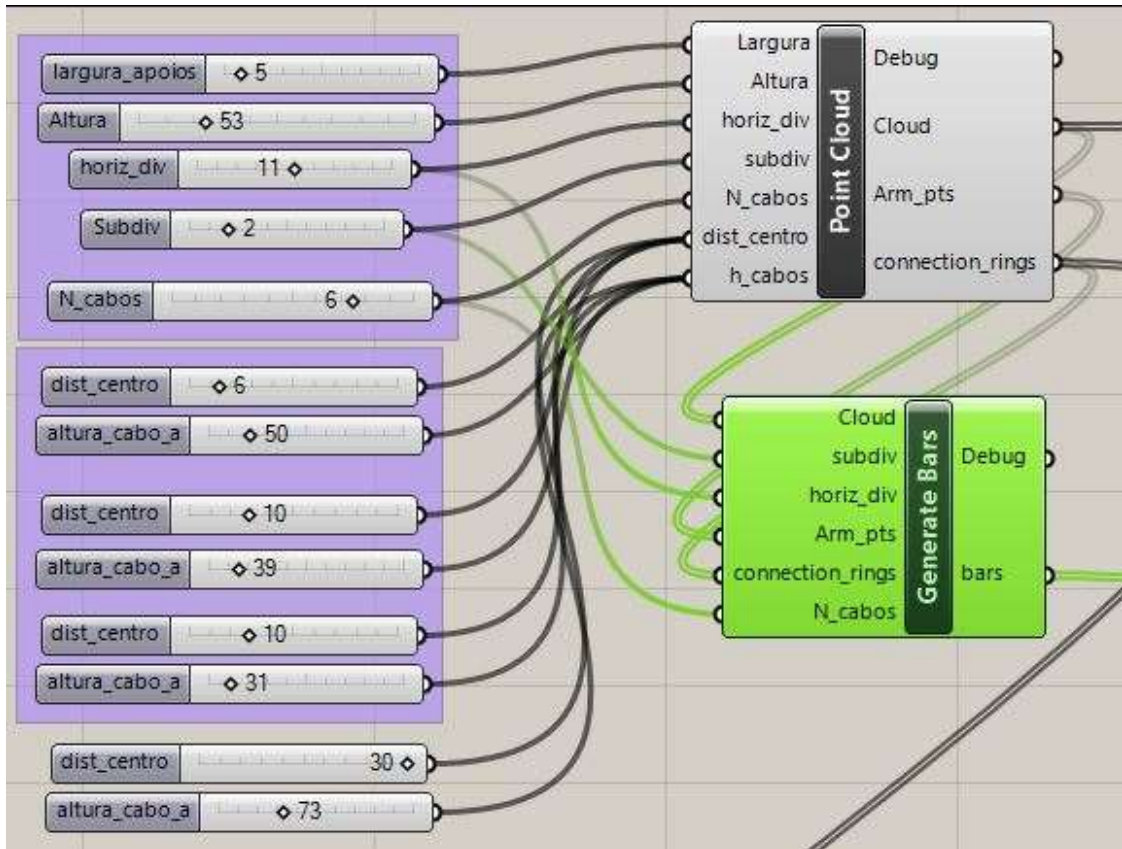 largura_apoios 5
Altura 53
horiz_div 11
Subdiv 2
N_cabos 6
dist_centro 6
altura_cabo_a 50
dist_centro 10
altura_cabo_a 39
dist_centro 10
altura_cabo_a 31
dist_centro 30
altura_cabo_a 73
Largura
Altura
horiz_div
subdiv
N_cabos
dist_centro
h_cabos
Point Cloud
Debug
Cloud
Arm_pts
connection_rings
Cloud
subdiv
horiz_div
Arm_pts
connection_rings
N_cabos
Generate Bars
Debug
bars